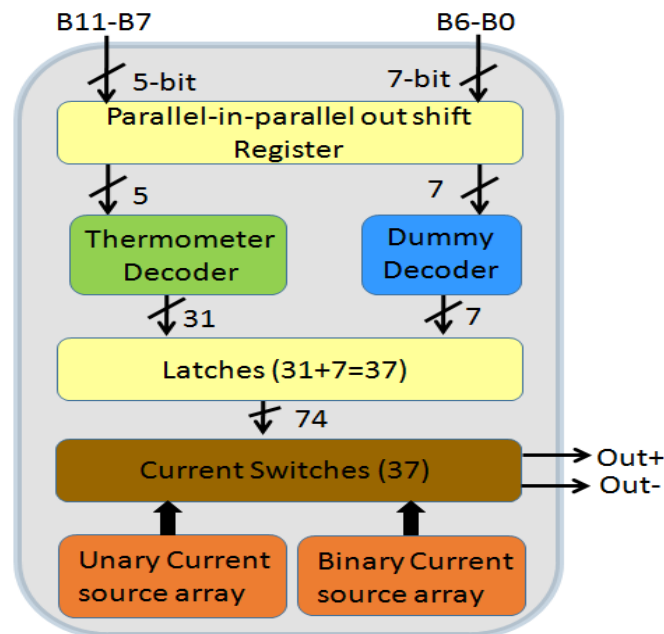 B11-B7
B6-B0
5-bit
7-bit
Parallel-in-parallel out shift
Register
5
7
Thermometer
Decoder
Dummy
Decoder
31
7
Latches (31+7=37)
74
Current Switches (37)
Out+
Out-
Unary Current
source array
Binary Current
source array